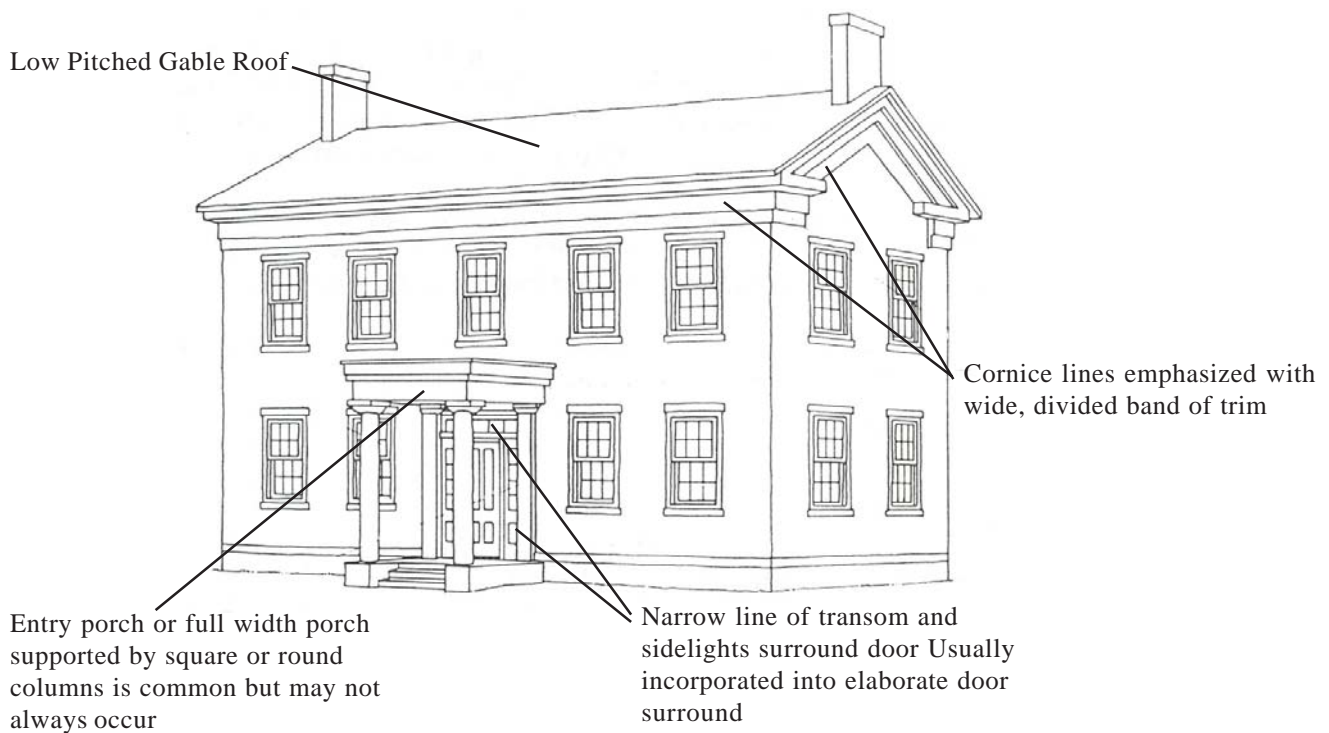 Low Pitched Gable Roof
Cornice lines emphasized with
wide, divided band of trim
Entry porch or full width porch
supported by square or round
columns is common but may not
always occur
Narrow line of transom and
sidelights surround door Usually
incorporated into elaborate door
surround